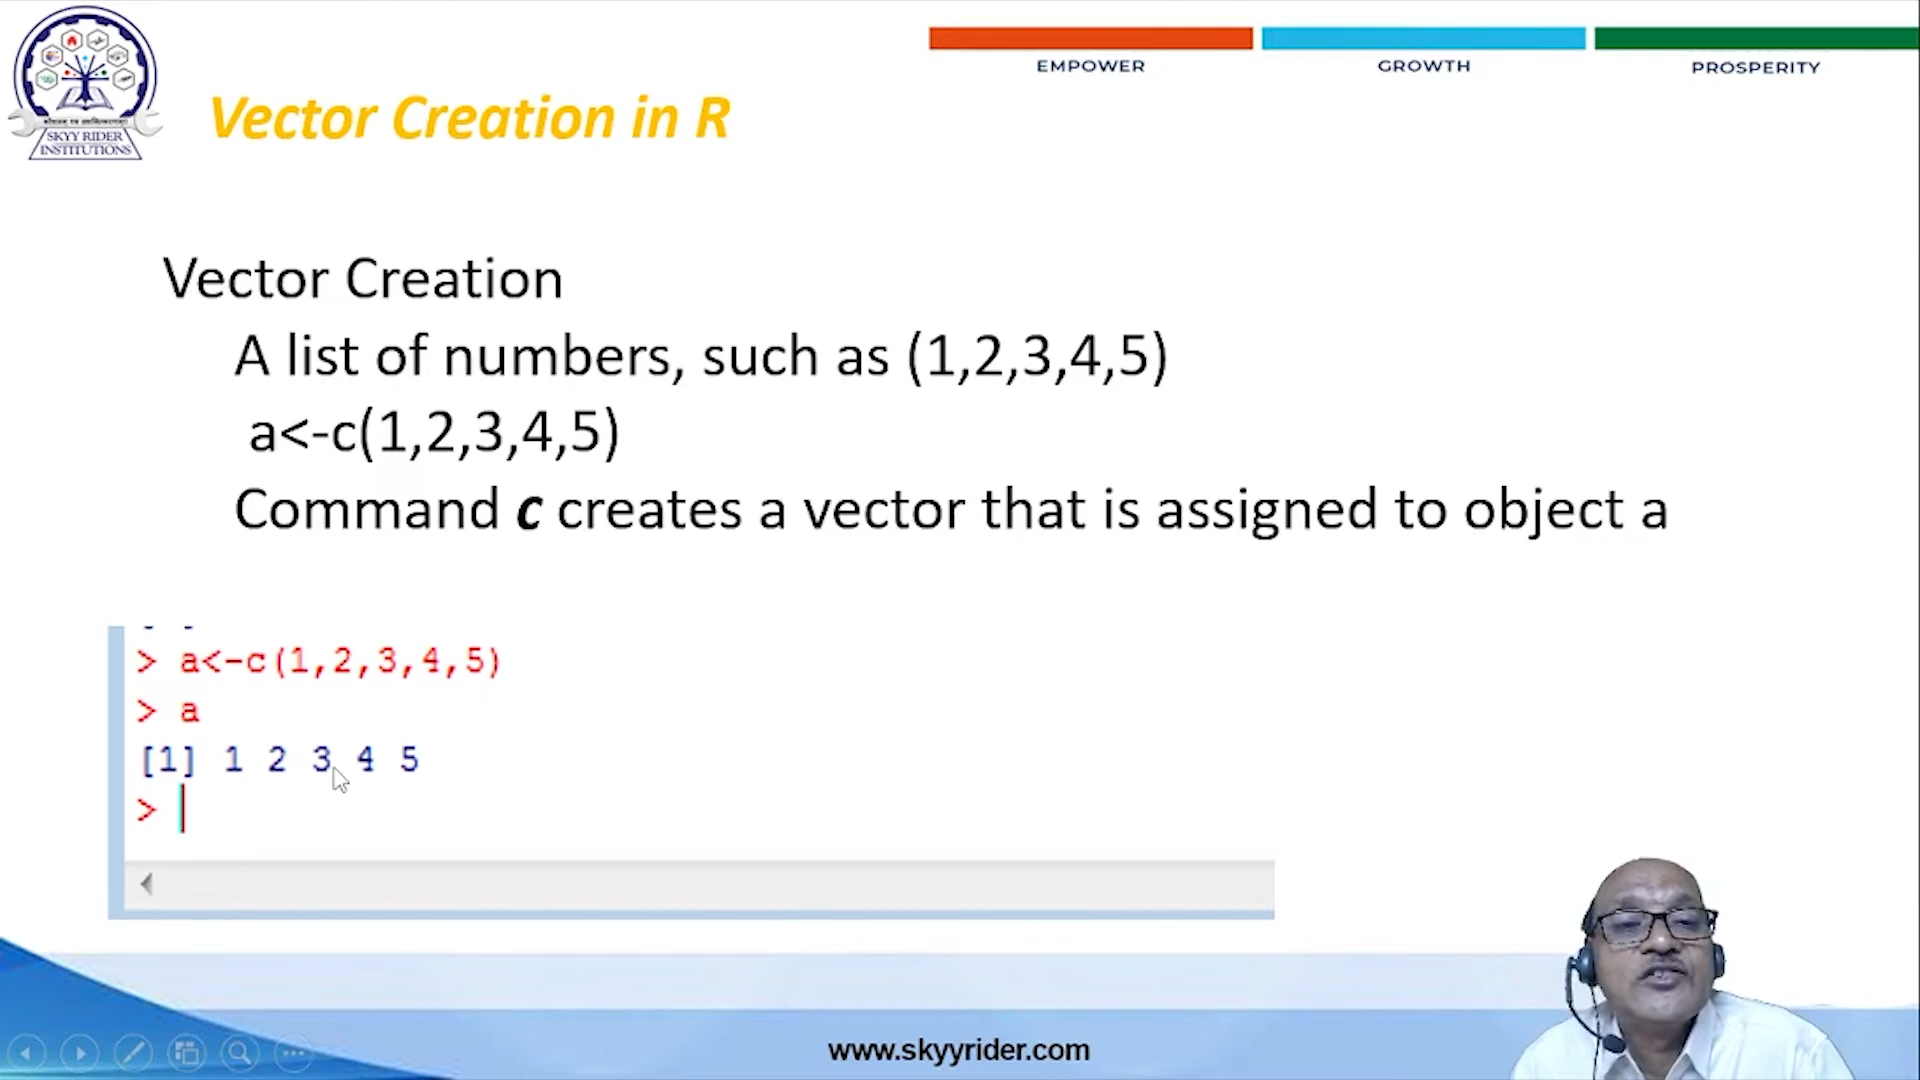 SKYY RIDER
INSTITUTIONS
EMPOWER
GROWTH
PROSPERITY
Vector Creation in R
Vector Creation
A list of numbers, such as (1,2,3,4,5)
a<-c(1,2,3,4,5)
Command c creates a vector that is assigned to object a
> a<-c(1,2,3,4,5)
> a
[1] 1 2 3 4 5
>
www.skyyrider.com